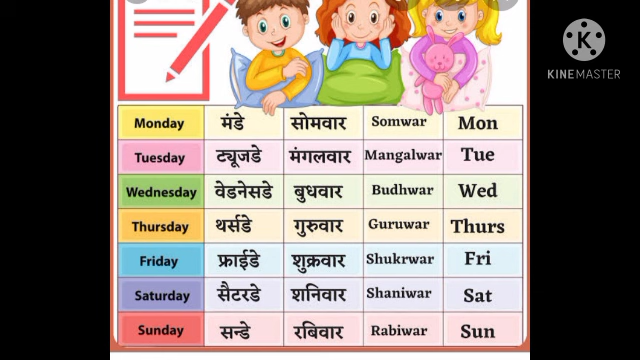 KINEMASTER
Monday मंडे सोमवार Somwar Mon
Tuesday ट्यूजडे मंगलवार Mangalwar Tue
Wednesday वेडनेसडे बुधवार Budhwar Wed
Thursday थर्सडे गुरुवार Guruwar Thurs
Friday फ्राईडे शुक्रवार Shukrwar Fri
Saturday सैटरडे शनिवार Shaniwar Sat
Sunday सन्डे रबिवार Rabiwar Sun